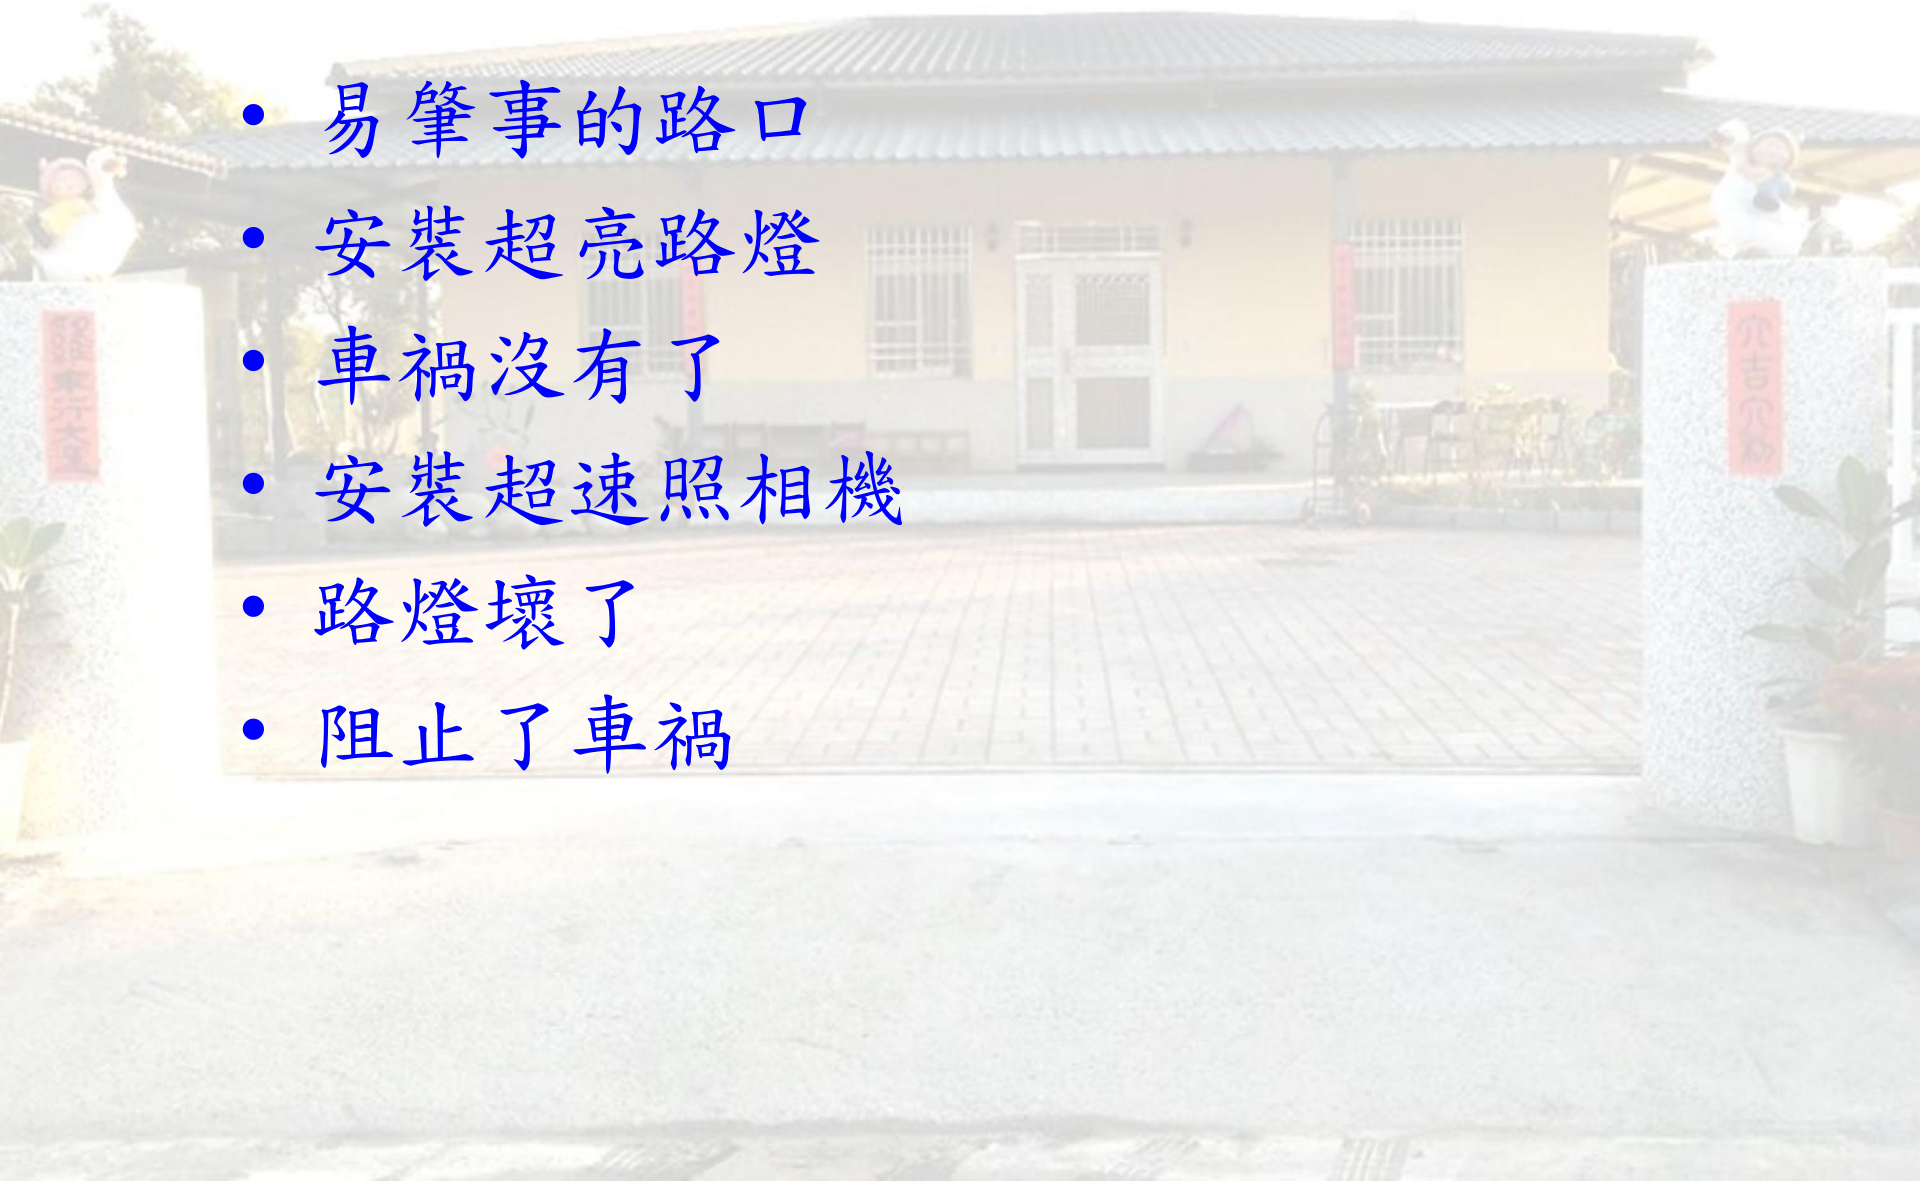 • 易肇事的路口
• 安裝超亮路燈
• 車禍沒有了
• 安裝超速照相機
• 路燈壞了
• 阻止了車禍